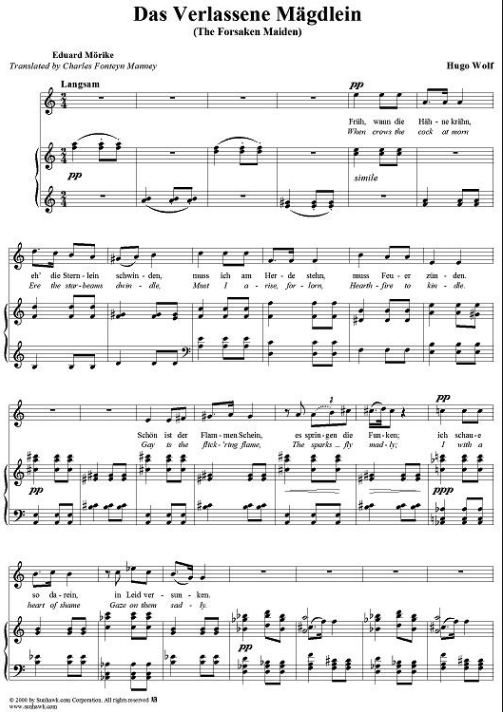 Das Verlassene Mägdlein
(The Forsaken Maiden)
Eduard Mörike
Translated by Charles Fonteyn Manney
Hugo Wolf
Langsam
pp
Früh, wann die Häh - ne krähn,
When crows the cock at morn
pp
simile
eh' die Stern - lein schwin - den, muss ich am Her - de stehn, muss Feu - er zün - den.
Ere the star-beams dwin - dle, Must I a - rise, for - lorn, Hearth - fire to kin - dle.
pp
Schön ist der Flam - men Schein, es sprin - gen die Fun - ken; ich schau - e
Gay is the flick - 'ring flame, The sparks ... fly mad - ly; I with a
pp
pp
so da - rein, in Leid ver - sun - ken.
heart of shame Gaze on them sad - ly.
pp
© 2000 by Sunhawk.com Corporation. All rights reserved
www.sunhawk.com